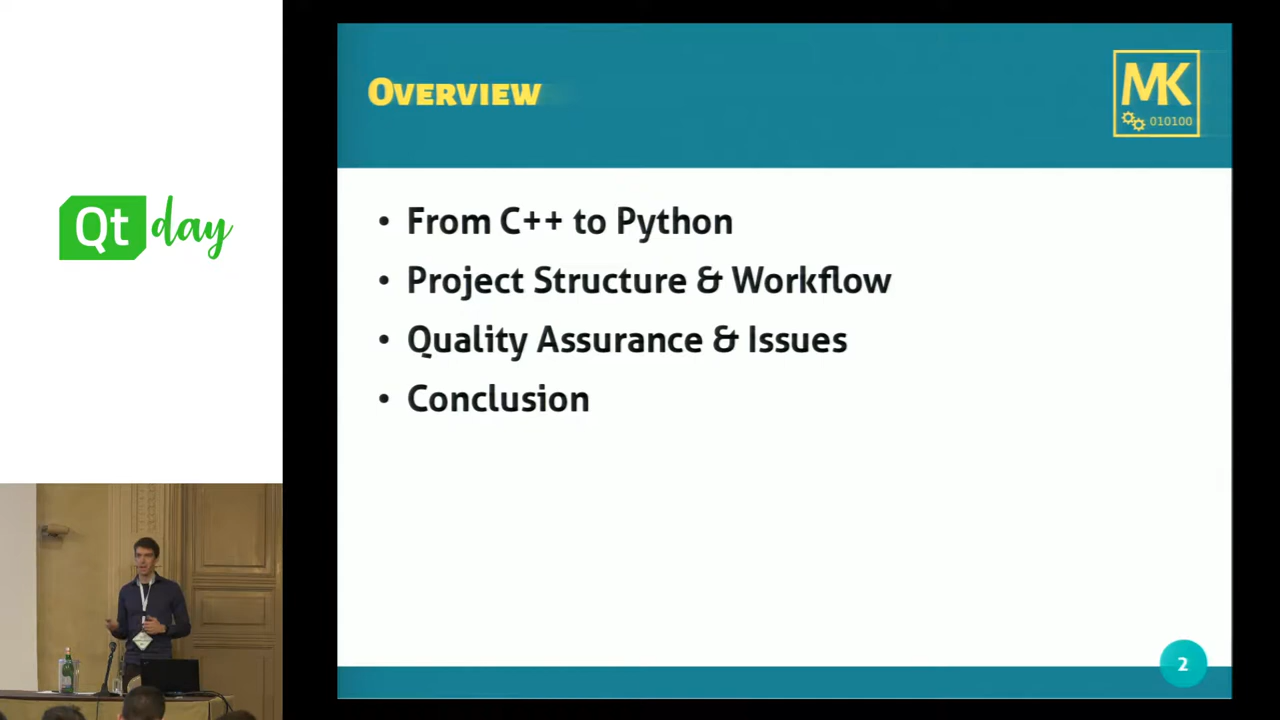 Qt day
OVERVIEW
MK
010100
• From C++ to Python
• Project Structure & Workflow
• Quality Assurance & Issues
• Conclusion
2